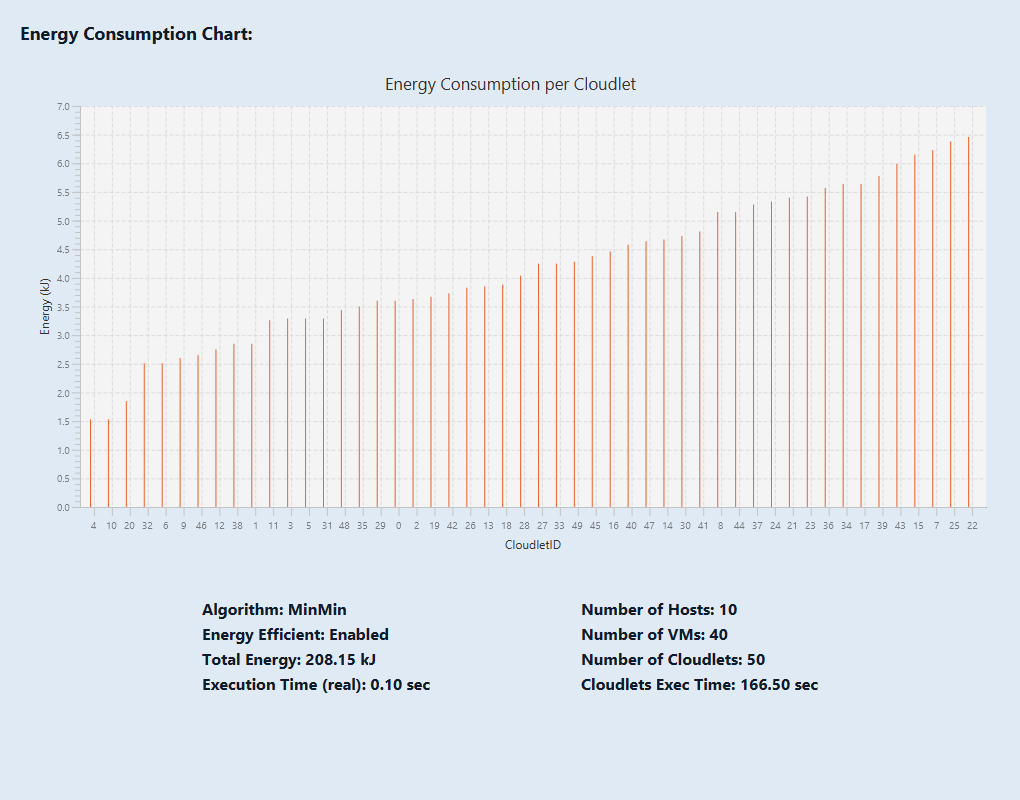 Energy Consumption Chart:
Energy Consumption per Cloudlet
7.0
6.5
6.0
5.5
5.0
4.5
4.0
3.5
3.0
2.5
2.0
1.5
1.0
0.5
0.0
Energy (kJ)
4 10 20 32 6 9 46 12 38 1 11 3 5 31 48 35 29 0 2 19 42 26 13 18 28 27 33 49 45 16 40 47 14 30 41 8 44 37 24 21 23 36 34 17 39 43 15 7 25 22
CloudletID
Algorithm: MinMin
Energy Efficient: Enabled
Total Energy: 208.15 kJ
Execution Time (real): 0.10 sec
Number of Hosts: 10
Number of VMs: 40
Number of Cloudlets: 50
Cloudlets Exec Time: 166.50 sec